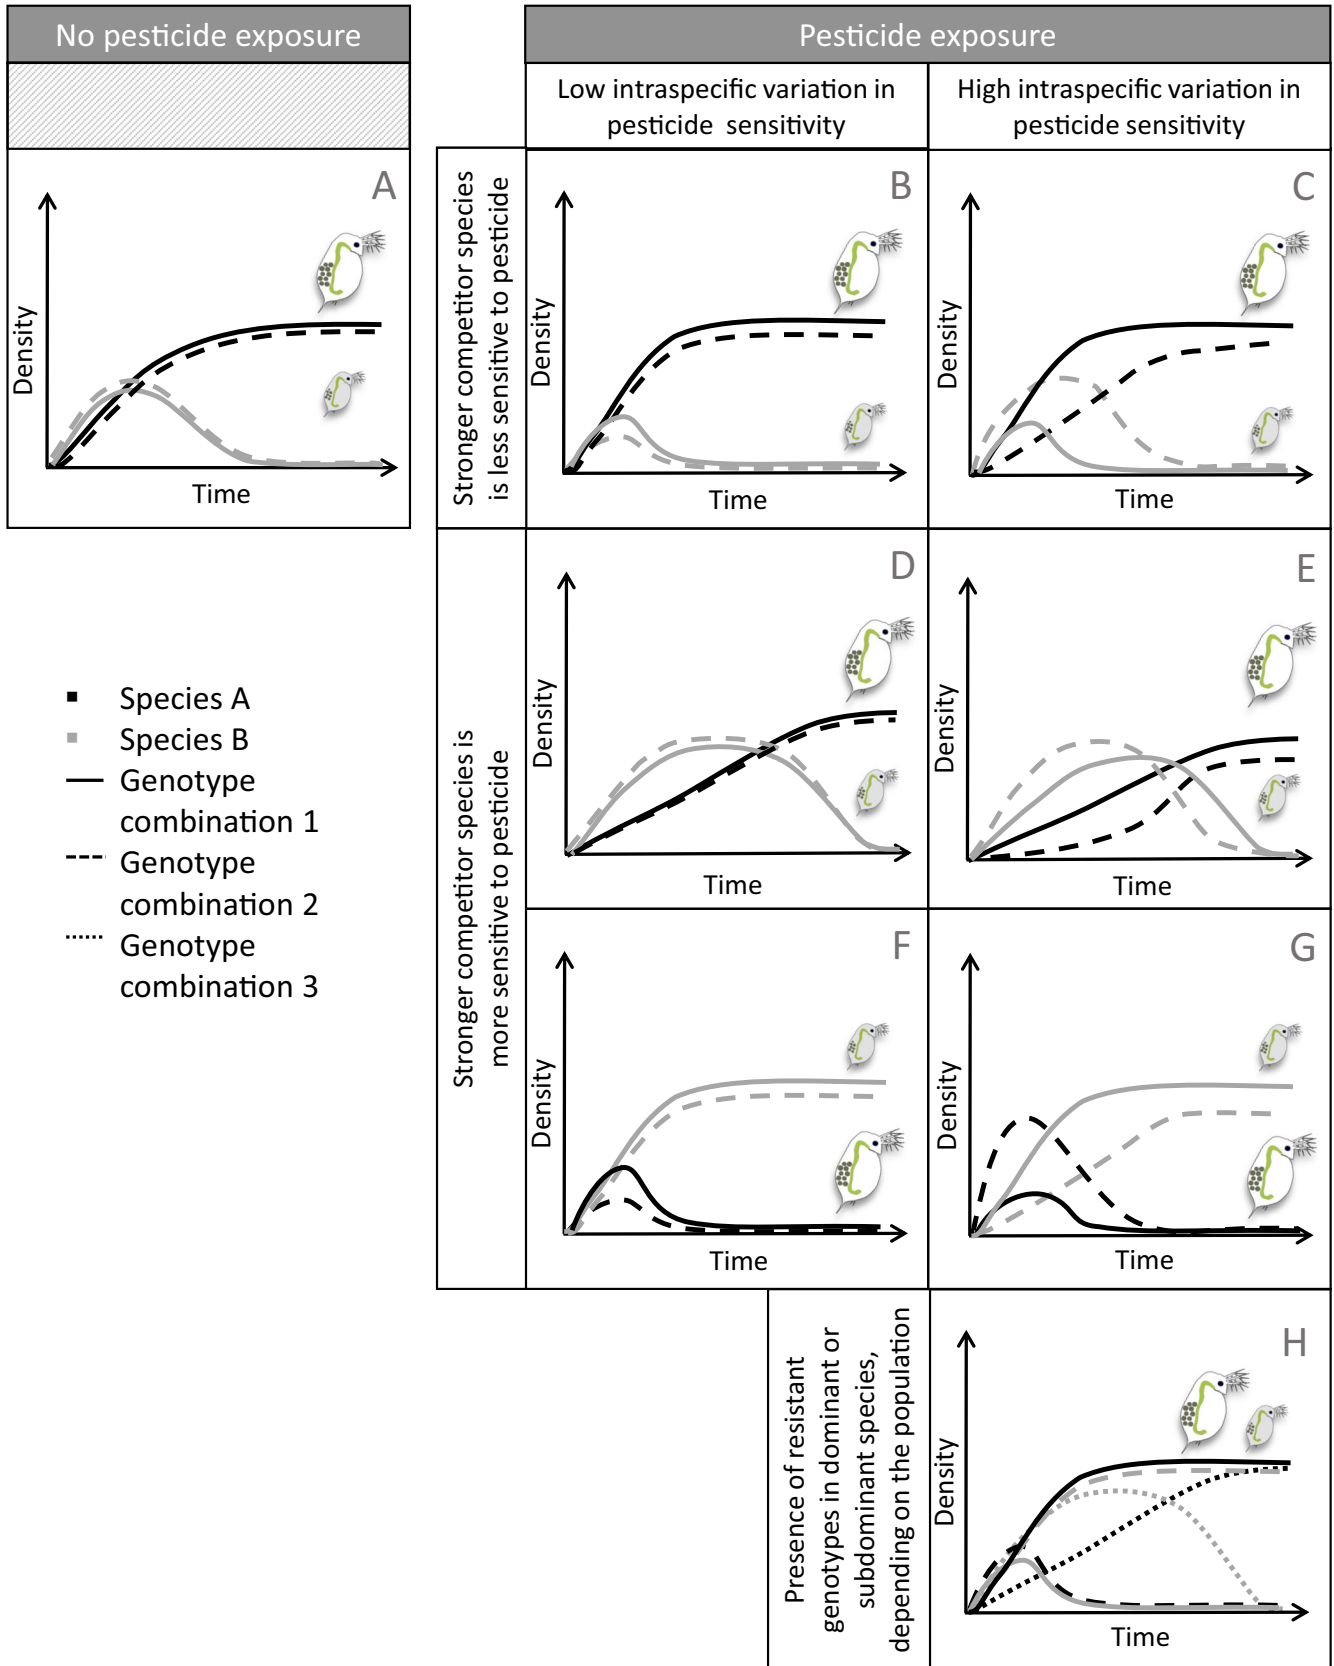 No pesticide exposure
Pesticide exposure
Low intraspecific variation in
pesticide sensitivity
High intraspecific variation in
pesticide sensitivity
A
Density
Time
Stronger competitor species
is less sensitive to pesticide
B
Density
Time
C
Density
Time
Species A
Species B
Genotype
combination 1
Genotype
combination 2
Genotype
combination 3
Stronger competitor species is
more sensitive to pesticide
D
Density
Time
E
Density
Time
F
Density
Time
G
Density
Time
Presence of resistant
genotypes in dominant or
subdominant species,
depending on the population
H
Density
Time